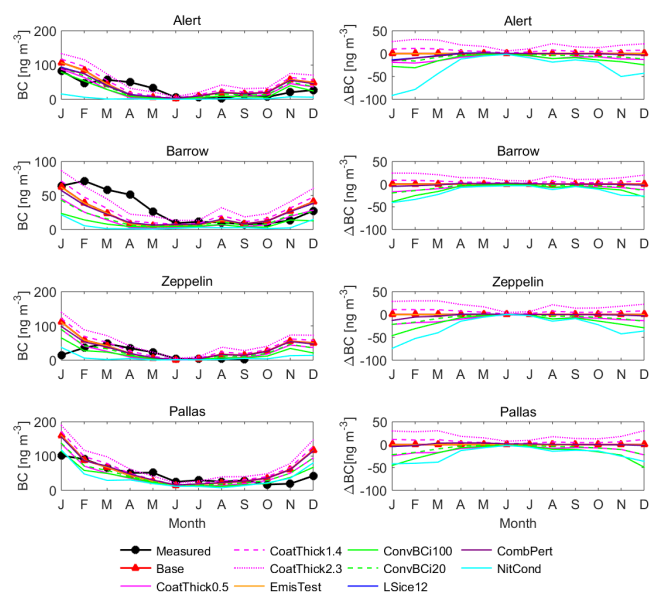 Alert
BC [ng m-3]
200
100
0
J F M A M J J A S O N D
Alert
ΔBC [ng m-3]
50
0
-50
-100
J F M A M J J A S O N D
Barrow
BC [ng m-3]
100
50
0
J F M A M J J A S O N D
Barrow
ΔBC [ng m-3]
50
0
-50
-100
J F M A M J J A S O N D
Zeppelin
BC [ng m-3]
200
100
0
J F M A M J J A S O N D
Zeppelin
ΔBC [ng m-3]
50
0
-50
-100
J F M A M J J A S O N D
Pallas
BC [ng m-3]
200
100
0
J F M A M J J A S O N D
Month
Pallas
ΔBC [ng m-3]
50
0
-50
-100
J F M A M J J A S O N D
Month
Measured
Base
CoatThick0.5
CoatThick1.4
CoatThick2.3
EmisTest
ConvBCi100
ConvBCi20
LSice12
CombPert
NitCond